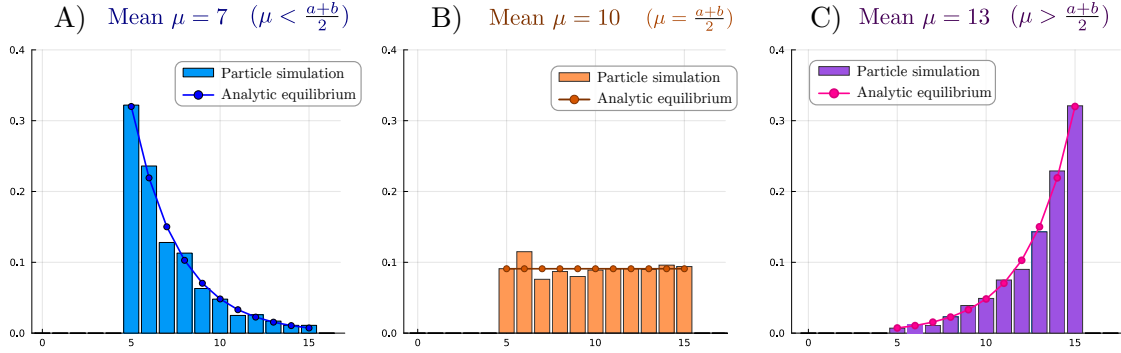 A) Mean μ = 7 (μ < \frac{a+b}{2})
0.4
0.3
0.2
0.1
0.0
0 5 10 15
Particle simulation
Analytic equilibrium
B) Mean μ = 10 (μ = \frac{a+b}{2})
0.4
0.3
0.2
0.1
0.0
0 5 10 15
Particle simulation
Analytic equilibrium
C) Mean μ = 13 (μ > \frac{a+b}{2})
0.4
0.3
0.2
0.1
0.0
0 5 10 15
Particle simulation
Analytic equilibrium